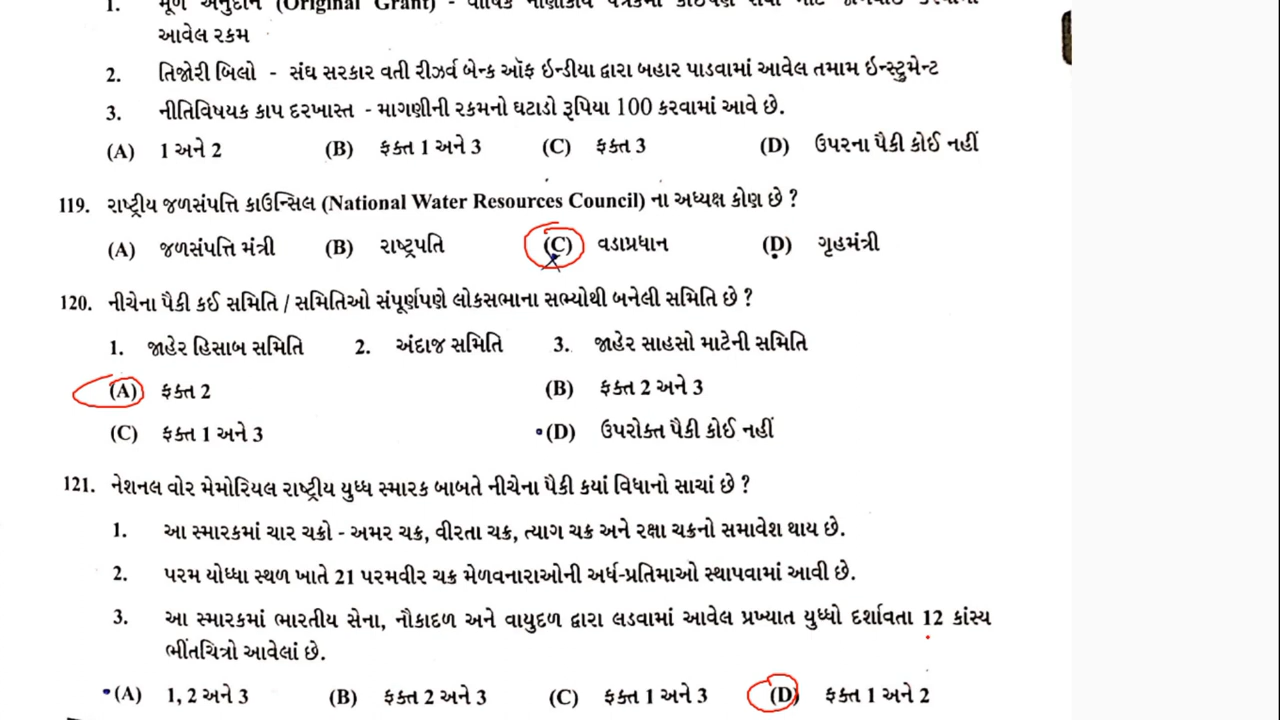 1. મૂળ અનુદાન (Original Grant) - વાર્ષિક નાણાકીય પત્રકમાં કોઈપણ સેવા માટે
આવેલ રકમ
2. તિજોરી બિલો - સંઘ સરકાર વતી રીઝર્વ બેન્ક ઑફ ઇન્ડીયા દ્વારા બહાર પાડવામાં આવેલ તમામ ઇન્સ્ટ્રુમેન્ટ
3. નીતિવિષયક કાપ દરખાસ્ત - માગણીની રકમનો ઘટાડો રૂપિયા 100 કરવામાં આવે છે.
(A) 1 અને 2 (B) ફક્ત 1 અને 3 (C) ફક્ત 3 (D) ઉપરના પૈકી કોઈ નહીં
119. રાષ્ટ્રીય જળસંપત્તિ કાઉન્સિલ (National Water Resources Council) ના અધ્યક્ષ કોણ છે ?
(A) જળસંપત્તિ મંત્રી (B) રાષ્ટ્રપતિ (C) વડાપ્રધાન (D) ગૃહમંત્રી
120. નીચેના પૈકી કઈ સમિતિ / સમિતિઓ સંપૂર્ણપણે લોકસભાના સભ્યોથી બનેલી સમિતિ છે ?
1. જાહેર હિસાબ સમિતિ 2. અંદાજ સમિતિ 3. જાહેર સાહસો માટેની સમિતિ
(A) ફક્ત 2 (B) ફક્ત 2 અને 3
(C) ફક્ત 1 અને 3 (D) ઉપરોક્ત પૈકી કોઈ નહીં
121. નેશનલ વોર મેમોરિયલ રાષ્ટ્રીય યુધ્ધ સ્મારક બાબતે નીચેના પૈકી કયાં વિધાનો સાચાં છે ?
1. આ સ્મારકમાં ચાર ચક્રો - અમર ચક્ર, વીરતા ચક્ર, ત્યાગ ચક્ર અને રક્ષા ચક્રનો સમાવેશ થાય છે.
2. પરમ યોધ્ધા સ્થળ ખાતે 21 પરમવીર ચક્ર મેળવનારાઓની અર્ધ-પ્રતિમાઓ સ્થાપવામાં આવી છે.
3. આ સ્મારકમાં ભારતીય સેના, નૌકાદળ અને વાયુદળ દ્વારા લડવામાં આવેલ પ્રખ્યાત યુધ્ધો દર્શાવતા 12 કાંસ્ય
ભીંતચિત્રો આવેલાં છે.
(A) 1, 2 અને 3 (B) ફક્ત 2 અને 3 (C) ફક્ત 1 અને 3 (D) ફક્ત 1 અને 2